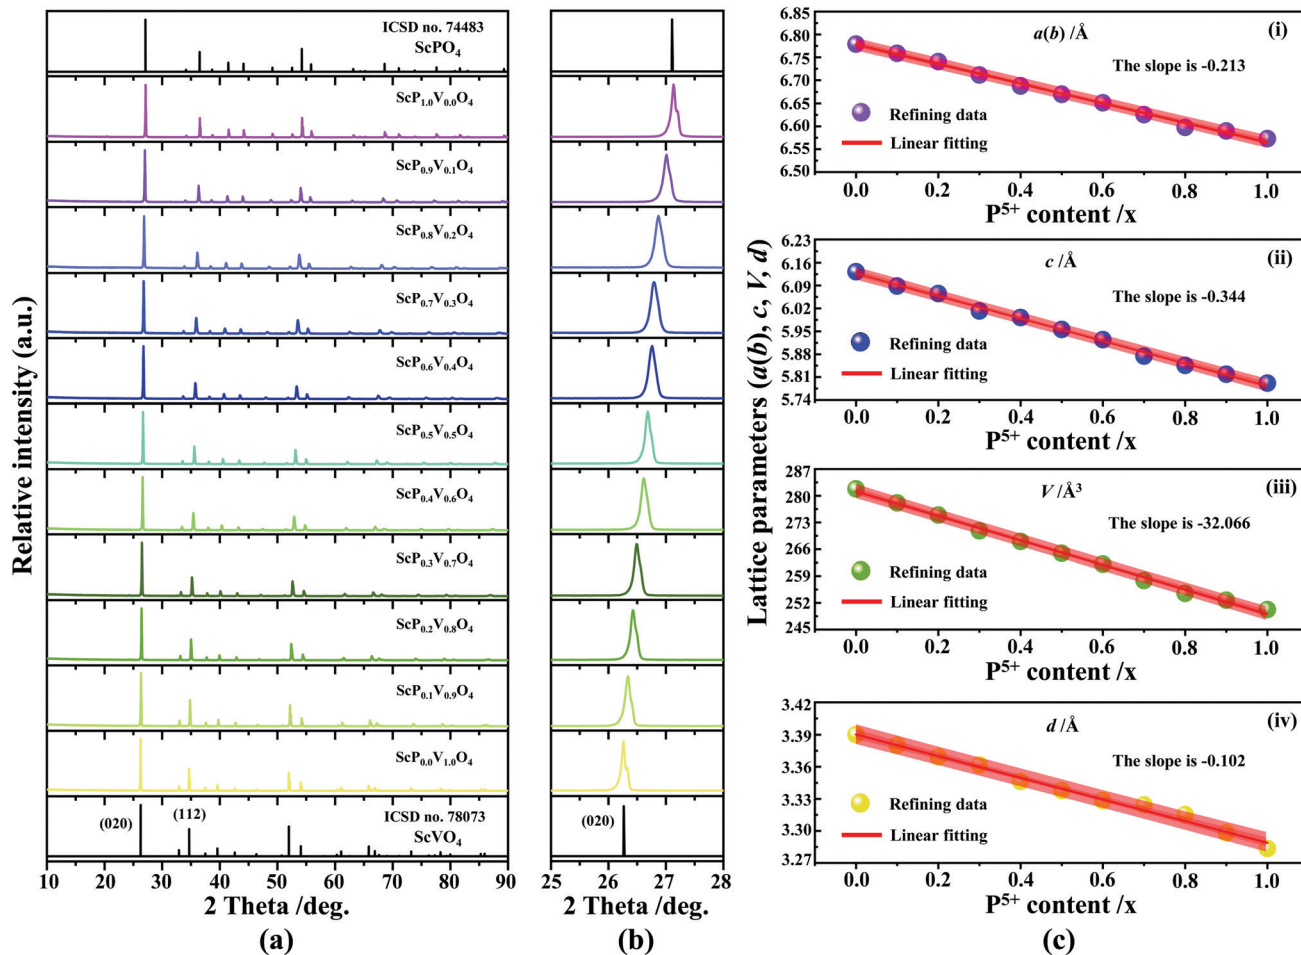 Relative intensity (a.u.)
ICSD no. 74483
ScPO₄
ScP₁.₀V₀.₀O₄
ScP₀.₉V₀.₁O₄
ScP₀.₈V₀.₂O₄
ScP₀.₇V₀.₃O₄
ScP₀.₆V₀.₄O₄
ScP₀.₅V₀.₅O₄
ScP₀.₄V₀.₆O₄
ScP₀.₃V₀.₇O₄
ScP₀.₂V₀.₈O₄
ScP₀.₁V₀.₉O₄
ScP₀.₀V₁.₀O₄
(020) (112) ICSD no. 78073
ScVO₄
10 20 30 40 50 60 70 80 90
2 Theta /deg.
(a)
(020)
25 26 27 28
2 Theta /deg.
(b)
Lattice parameters (a(b), c, V, d)
6.85
6.80
6.75
6.70
6.65
6.60
6.55
6.50
a(b) /Å (i)
The slope is -0.213
Refining data
Linear fitting
0.0 0.2 0.4 0.6 0.8 1.0
P⁵⁺ content /x
6.23
6.16
6.09
6.02
5.95
5.88
5.81
5.74
c /Å (ii)
The slope is -0.344
Refining data
Linear fitting
0.0 0.2 0.4 0.6 0.8 1.0
P⁵⁺ content /x
287
280
273
266
259
252
245
V /Å³ (iii)
The slope is -32.066
Refining data
Linear fitting
0.0 0.2 0.4 0.6 0.8 1.0
P⁵⁺ content /x
3.42
3.39
3.36
3.33
3.30
3.27
d /Å (iv)
The slope is -0.102
Refining data
Linear fitting
0.0 0.2 0.4 0.6 0.8 1.0
P⁵⁺ content /x
(c)